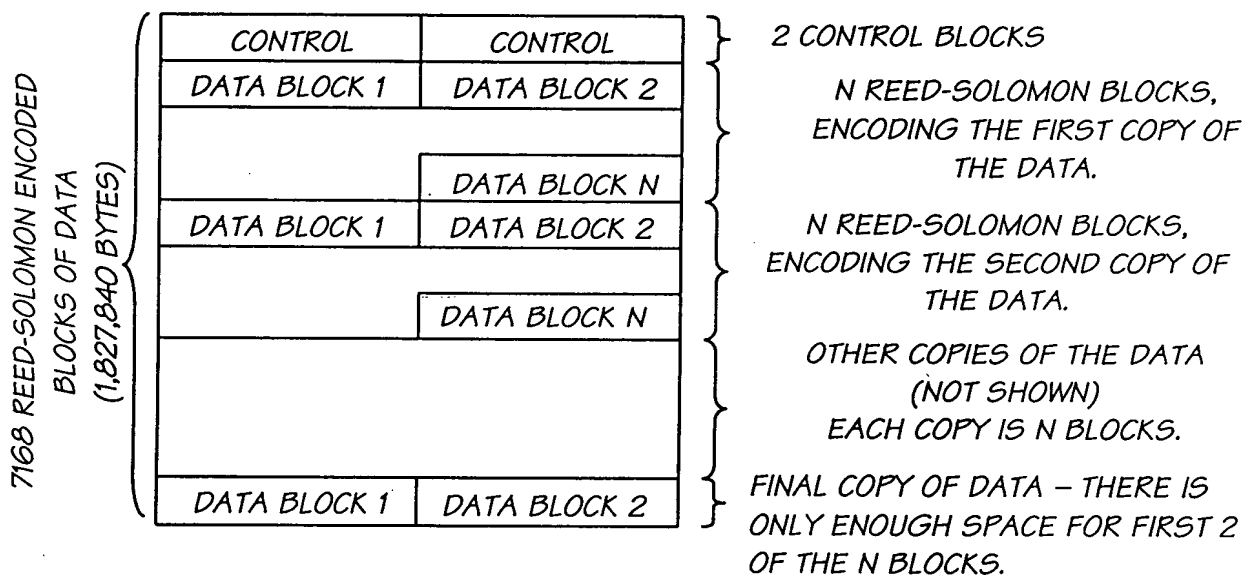 7168 REED-SOLOMON ENCODED
BLOCKS OF DATA
(1,827,840 BYTES)
CONTROL CONTROL
2 CONTROL BLOCKS
DATA BLOCK 1 DATA BLOCK 2
DATA BLOCK N
N REED-SOLOMON BLOCKS,
ENCODING THE FIRST COPY OF
THE DATA.
DATA BLOCK 1 DATA BLOCK 2
DATA BLOCK N
N REED-SOLOMON BLOCKS,
ENCODING THE SECOND COPY OF
THE DATA.
OTHER COPIES OF THE DATA
(NOT SHOWN)
EACH COPY IS N BLOCKS.
DATA BLOCK 1 DATA BLOCK 2
FINAL COPY OF DATA – THERE IS
ONLY ENOUGH SPACE FOR FIRST 2
OF THE N BLOCKS.